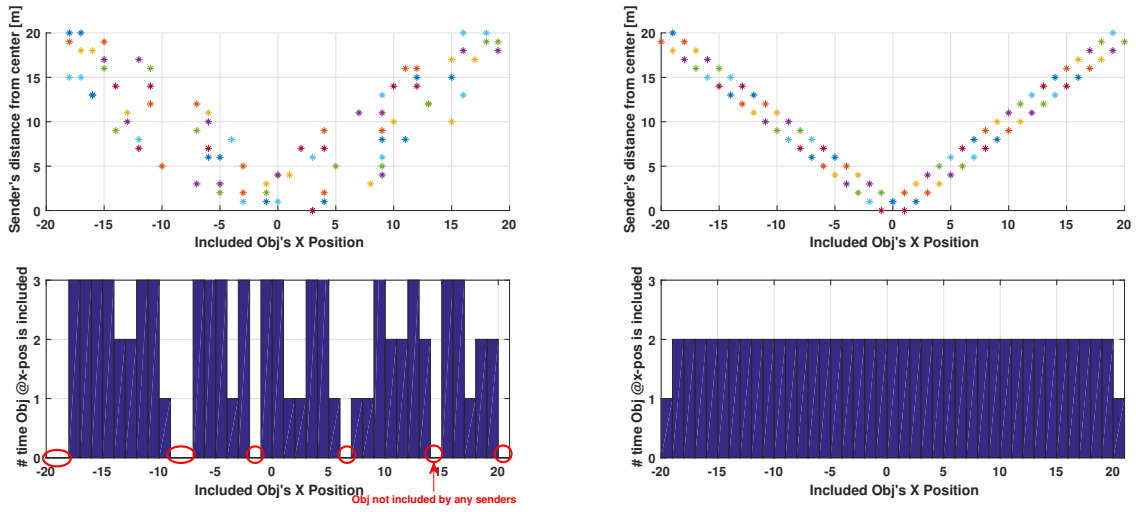 Sender's distance from center [m]
20
15
10
5
0
-20 -15 -10 -5 0 5 10 15 20
Included Obj's X Position
Sender's distance from center [m]
20
15
10
5
0
-20 -15 -10 -5 0 5 10 15 20
Included Obj's X Position
# time Obj @x-pos is included
3
2
1
0
-20 -15 -10 -5 0 5 10 15 20
Included Obj's X Position
Obj not included by any senders
# time Obj @x-pos is included
3
2
1
0
-20 -15 -10 -5 0 5 10 15 20
Included Obj's X Position